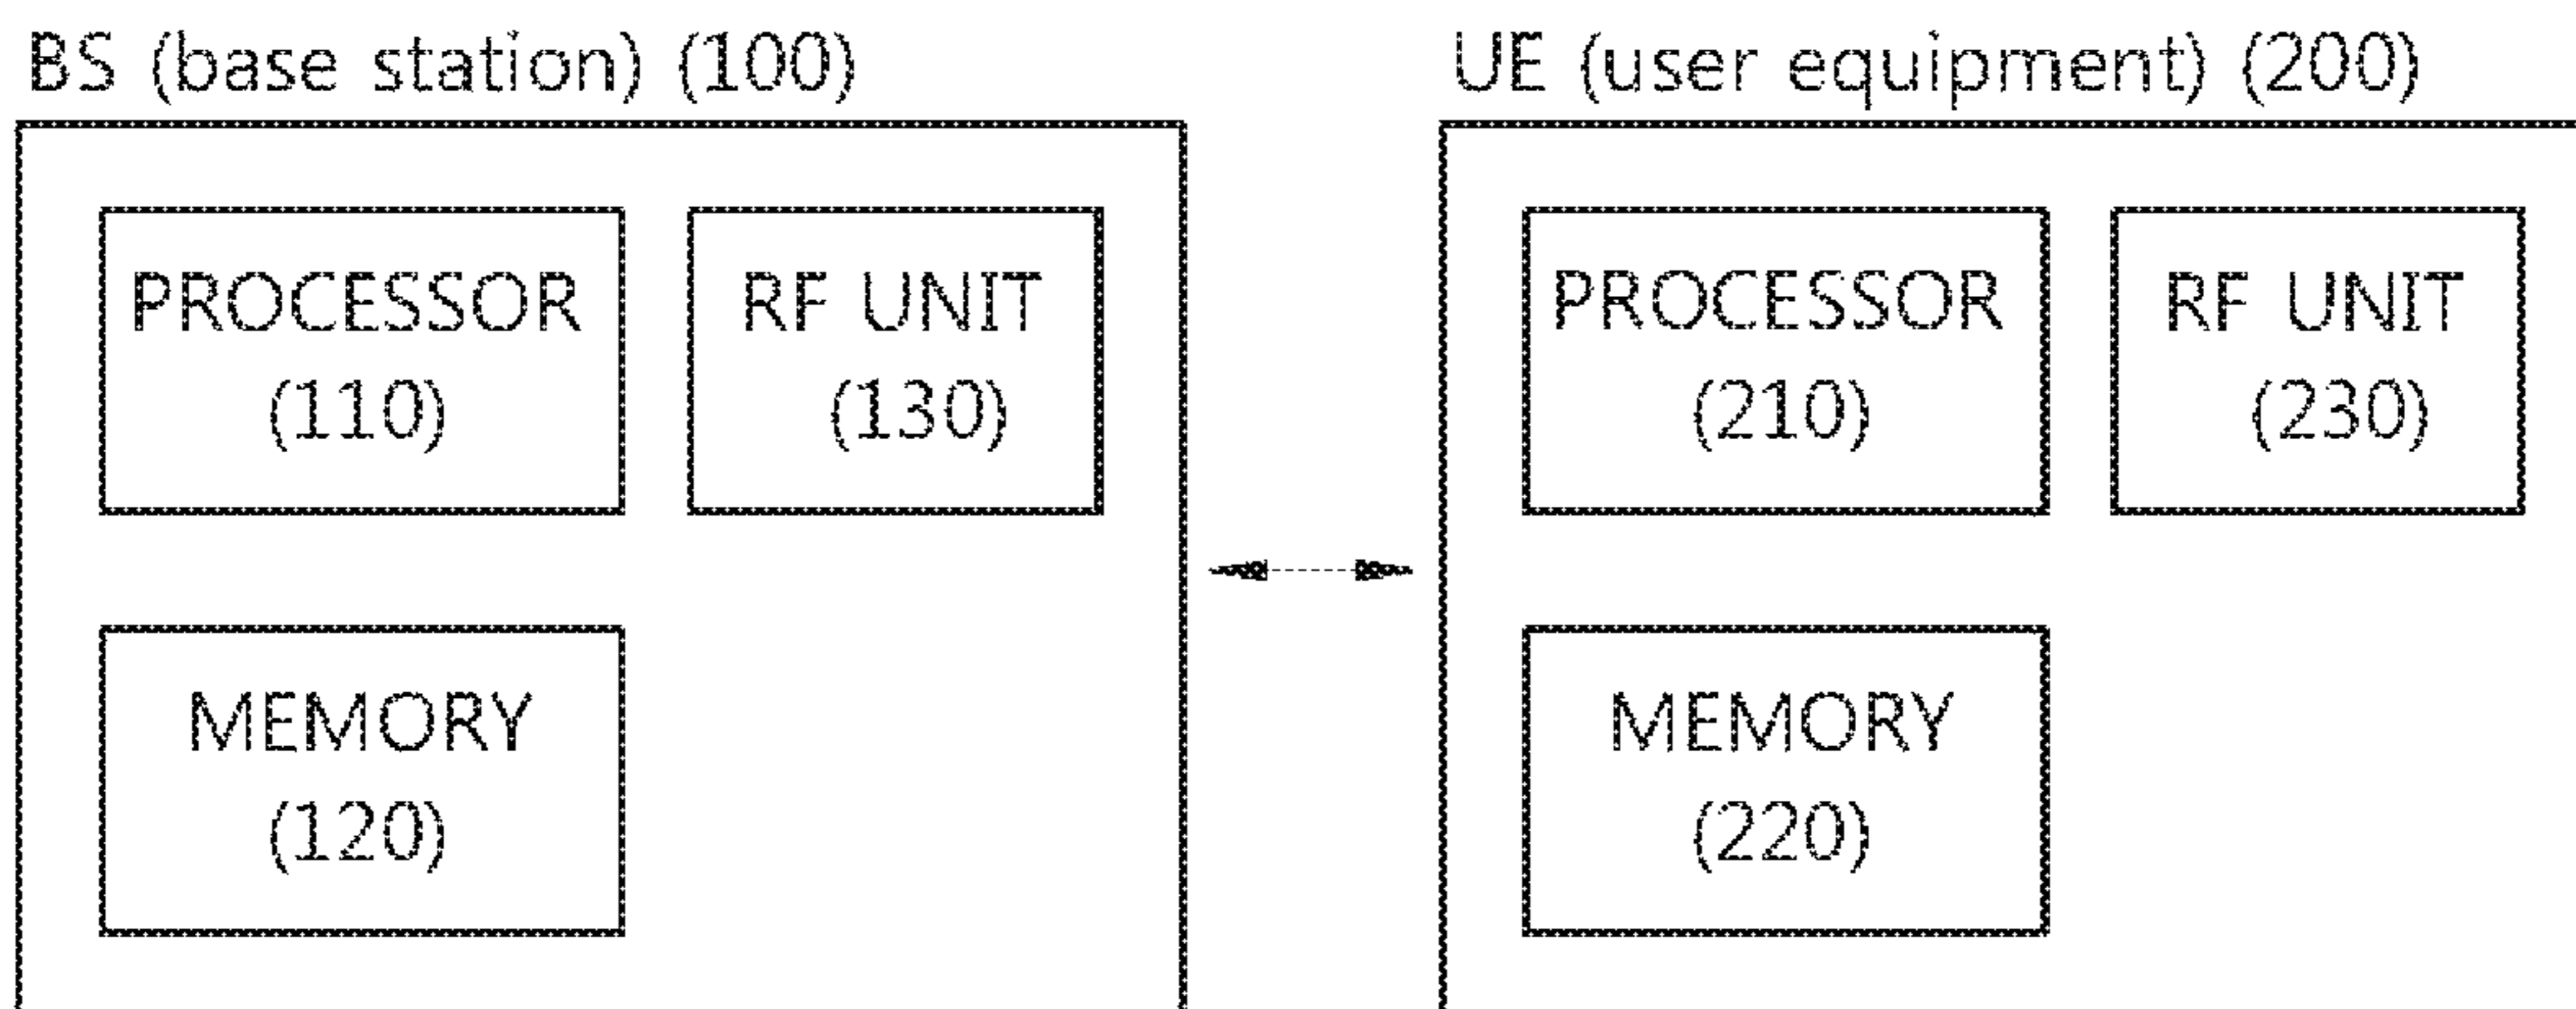 BS (base station) (100)
UE (user equipment) (200)
PROCESSOR
(110)
RF UNIT
(130)
MEMORY
(120)
PROCESSOR
(210)
RF UNIT
(230)
MEMORY
(220)